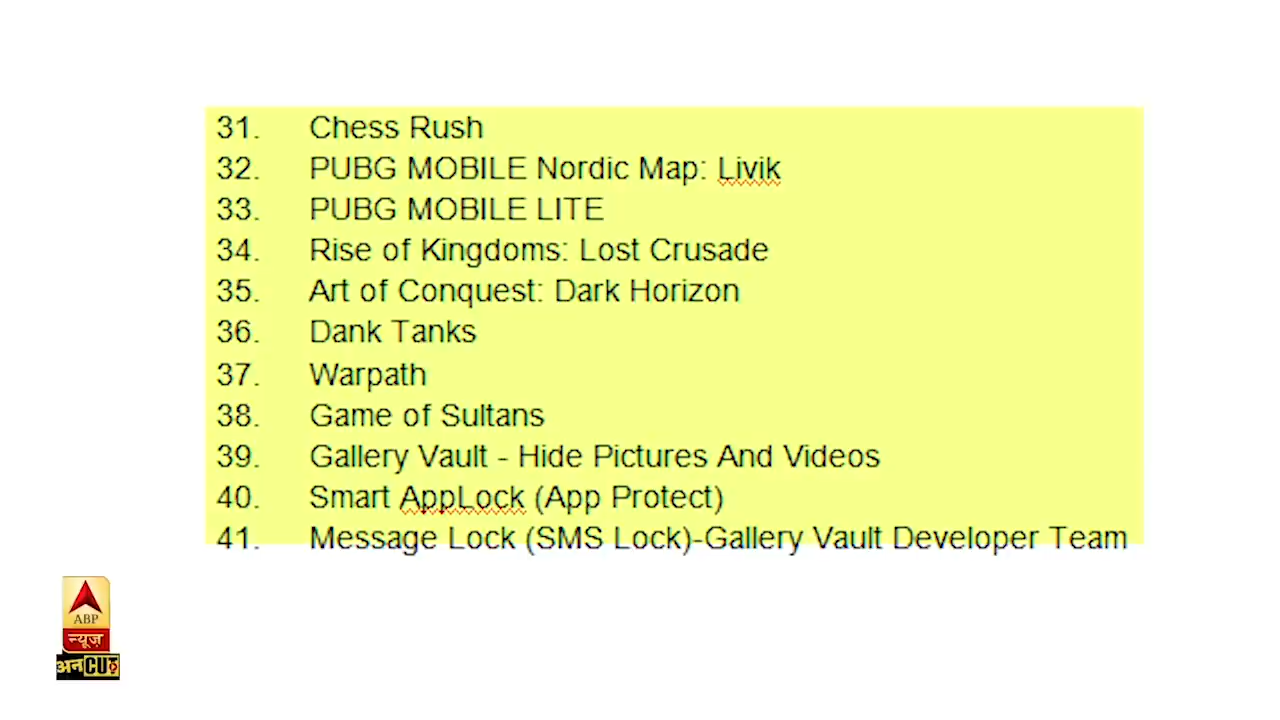 31. Chess Rush
32. PUBG MOBILE Nordic Map: Livik
33. PUBG MOBILE LITE
34. Rise of Kingdoms: Lost Crusade
35. Art of Conquest: Dark Horizon
36. Dank Tanks
37. Warpath
38. Game of Sultans
39. Gallery Vault - Hide Pictures And Videos
40. Smart AppLock (App Protect)
41. Message Lock (SMS Lock)-Gallery Vault Developer Team
ABP
न्यूज़
अनCUट